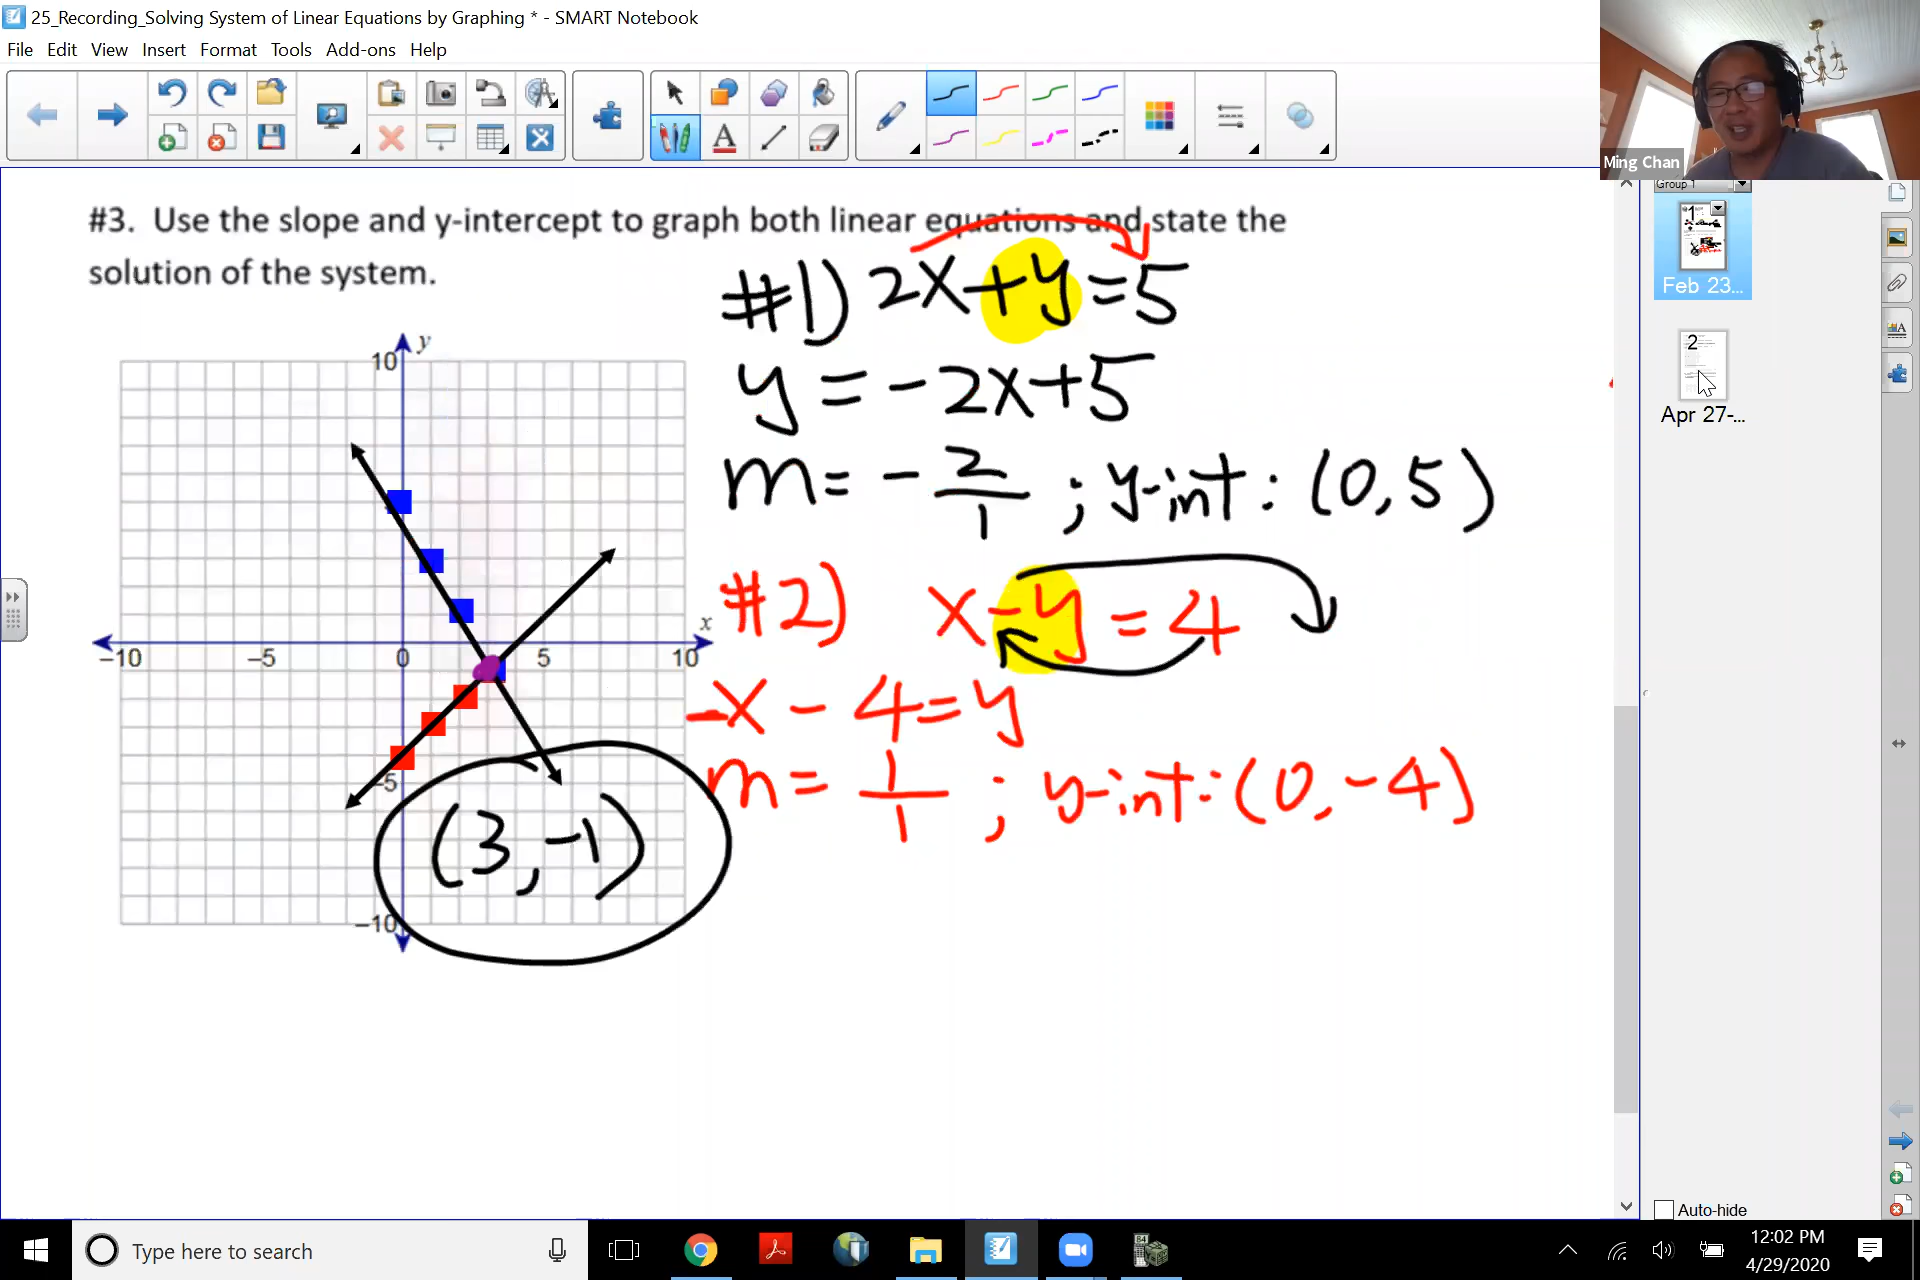 25_Recording_Solving System of Linear Equations by Graphing * - SMART Notebook
File Edit View Insert Format Tools Add-ons Help
Ming Chan
Group 1
#3. Use the slope and y-intercept to graph both linear equations and state the
solution of the system.
#1) 2x+y=5
y = -2x+5
m = - 2/1 ; y-int : (0,5)
#2) x-y = 4
-x - 4 = y
m = 1/1 ; y-int: (0,-4)
y
10
x
-10 -5 0 5 10
-5
-10
(3,-1)
1
Feb 23...
2
Apr 27-...
Auto-hide
Type here to search
84
12:02 PM
4/29/2020